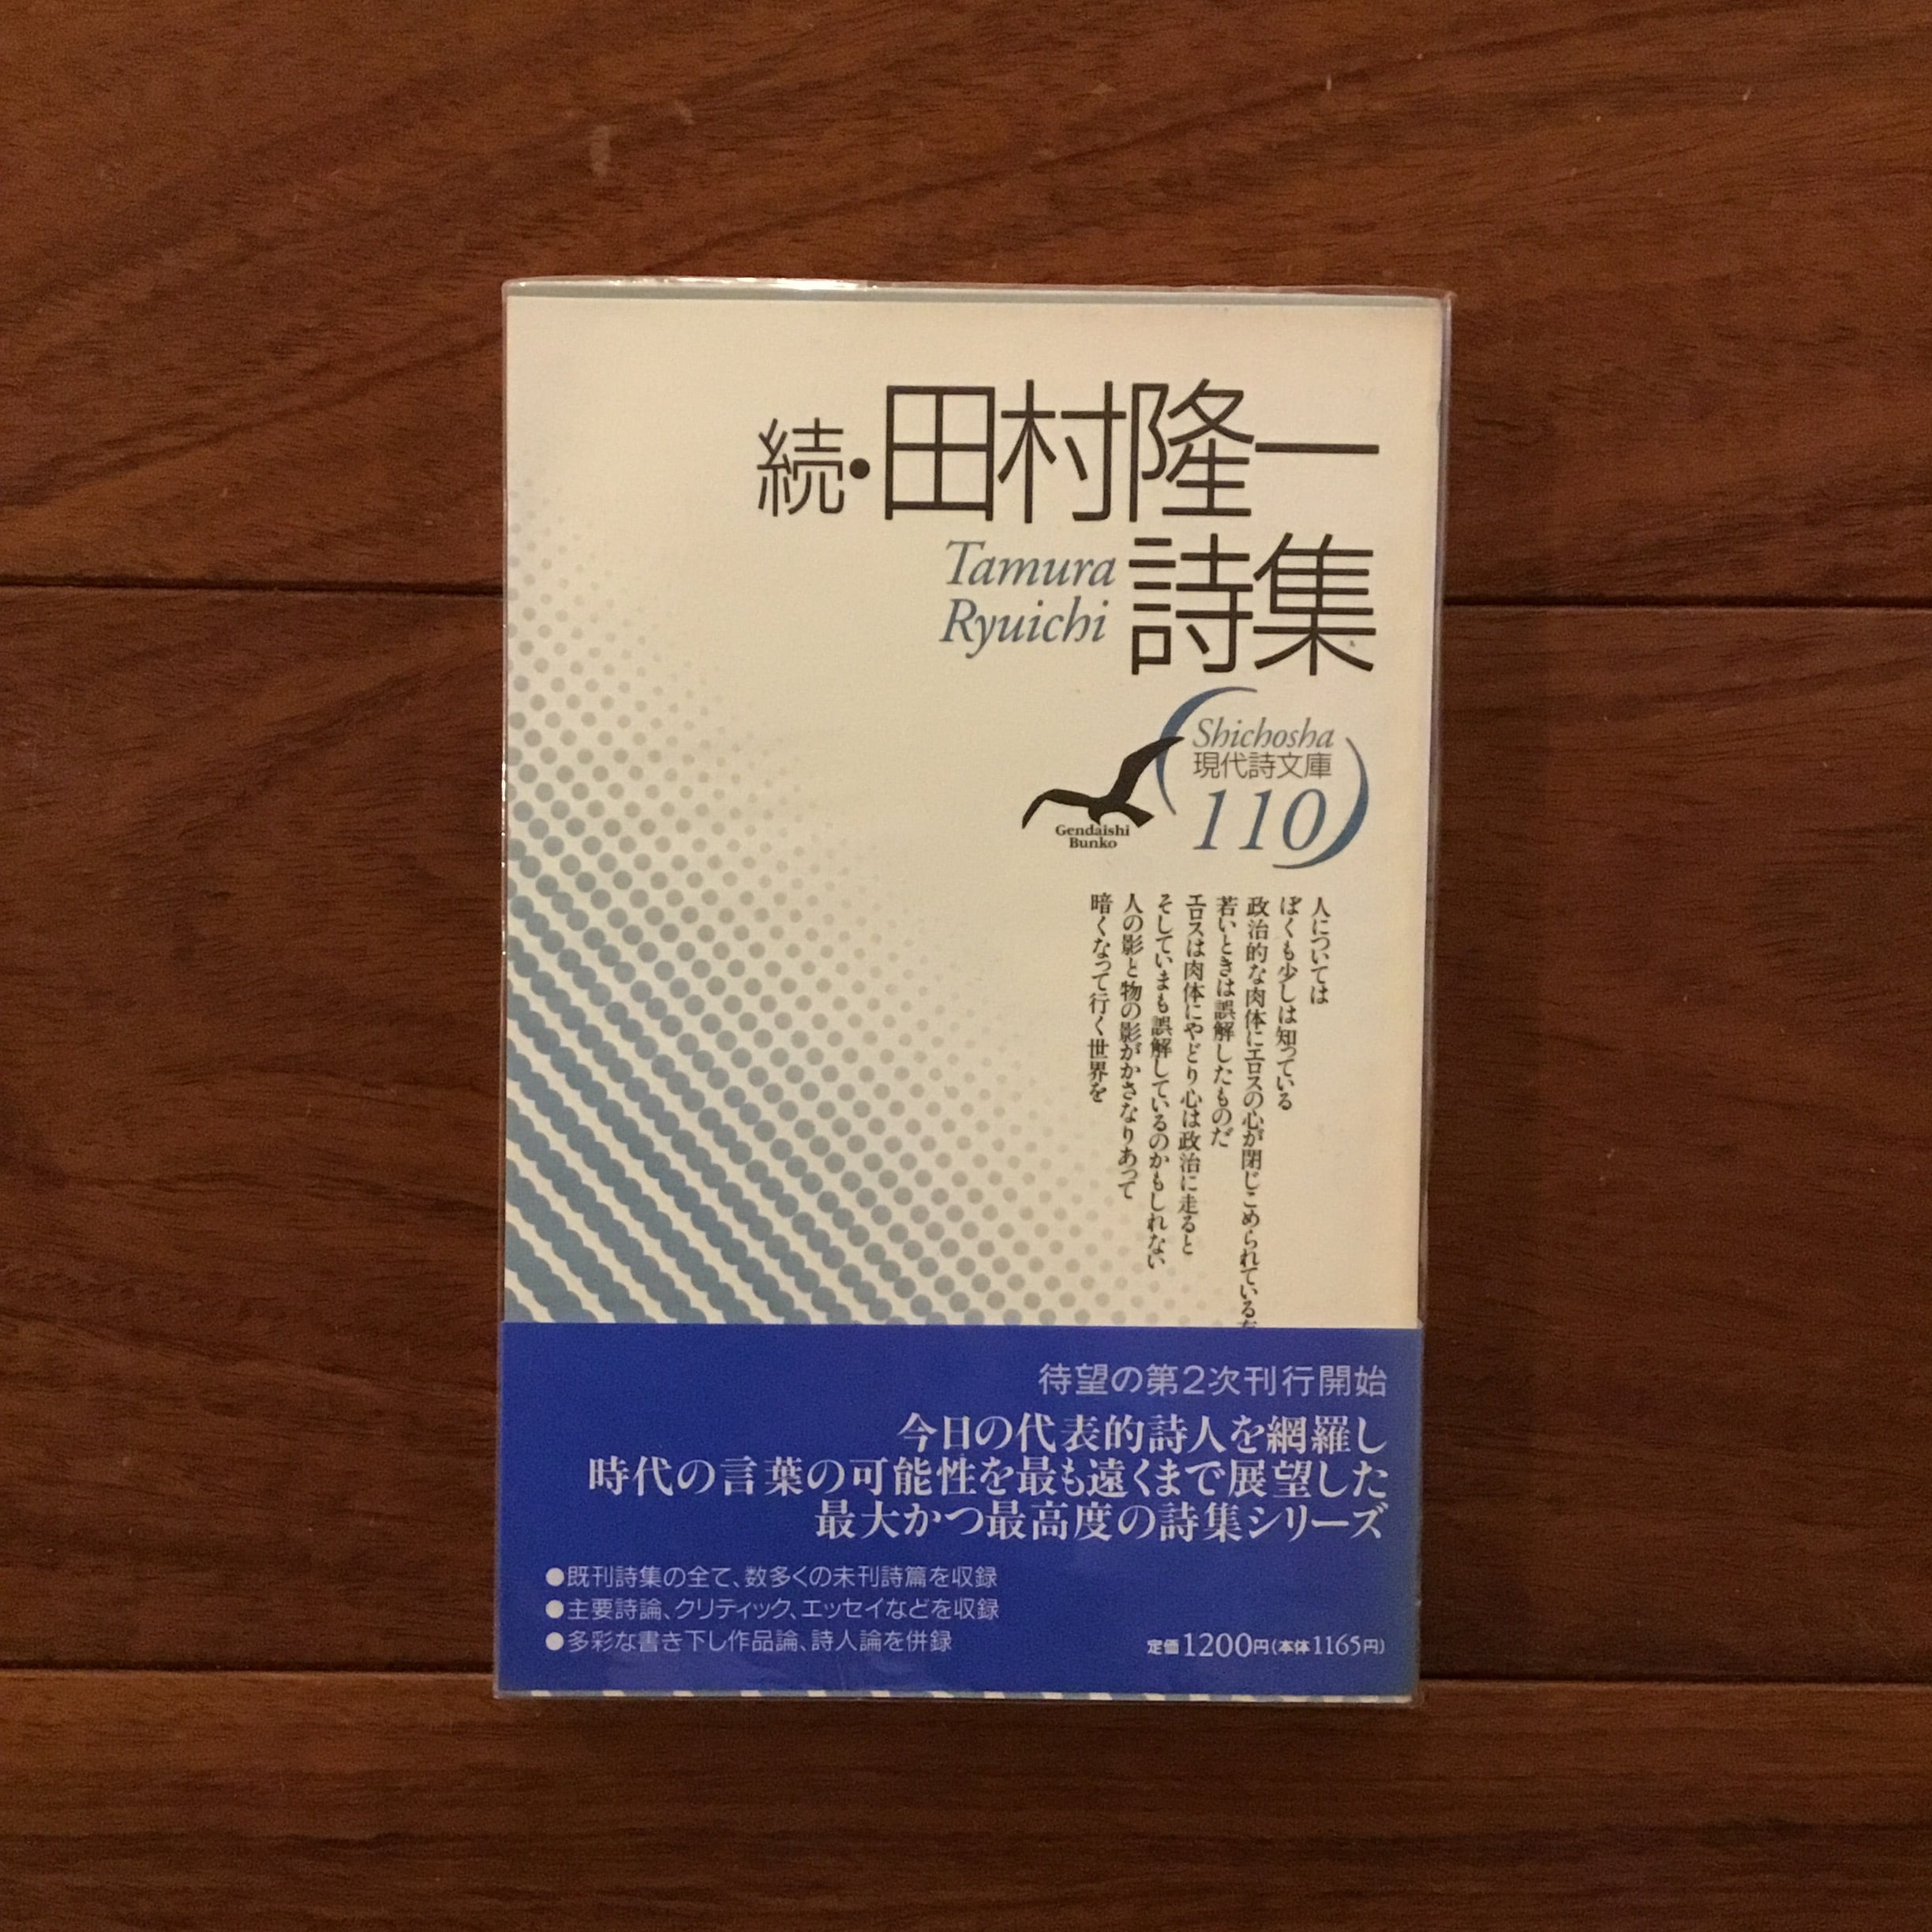 続・田村隆一
詩集
Tamura
Ryuichi
Shichosha
現代詩文庫
110
Gendaishi
Bunko
人については
ぼくも少しは知っている
政治的な肉体にエロスの心が閉じこめられている
若いときは誤解したものだ
エロスは肉体にやどり心は政治に走ると
そしていまも誤解しているのかもしれない
人の影と物の影がかさなりあって
暗くなって行く世界を
待望の第2次刊行開始
今日の代表的詩人を網羅し
時代の言葉の可能性を最も遠くまで展望した
最大かつ最高度の詩集シリーズ
●既刊詩集の全て、数多くの未刊詩篇を収録
●主要詩論、クリティック、エッセイなどを収録
●多彩な書き下し作品論、詩人論を併録
定価1200円(本体1165円)